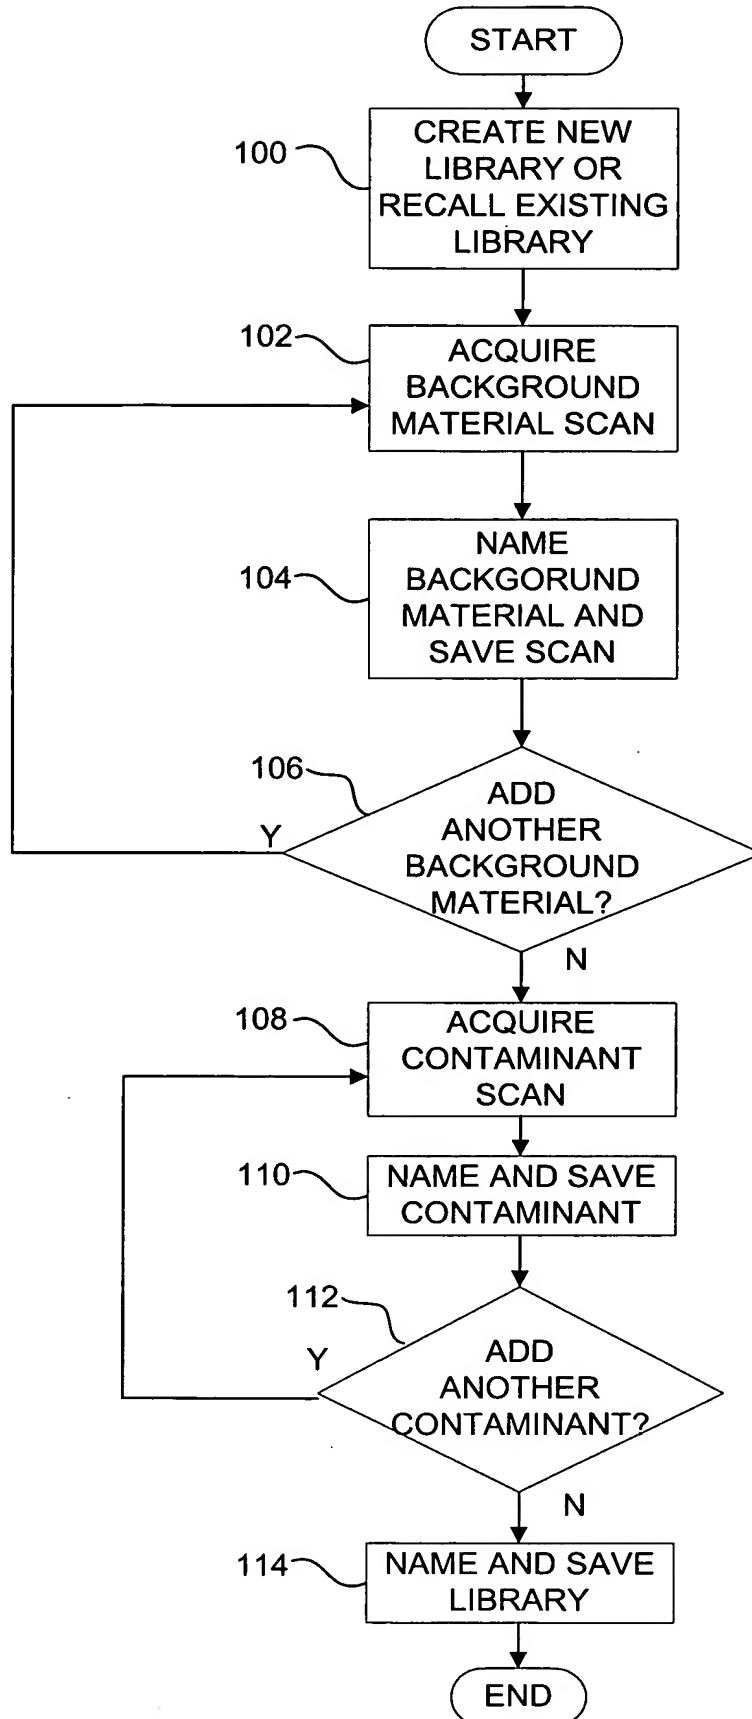 START
100
CREATE NEW
LIBRARY OR
RECALL EXISTING
LIBRARY
102
ACQUIRE
BACKGROUND
MATERIAL SCAN
104
NAME
BACKGORUND
MATERIAL AND
SAVE SCAN
106
Y
ADD
ANOTHER
BACKGROUND
MATERIAL?
N
108
ACQUIRE
CONTAMINANT
SCAN
110
NAME AND SAVE
CONTAMINANT
112
Y
ADD
ANOTHER
CONTAMINANT?
N
114
NAME AND SAVE
LIBRARY
END